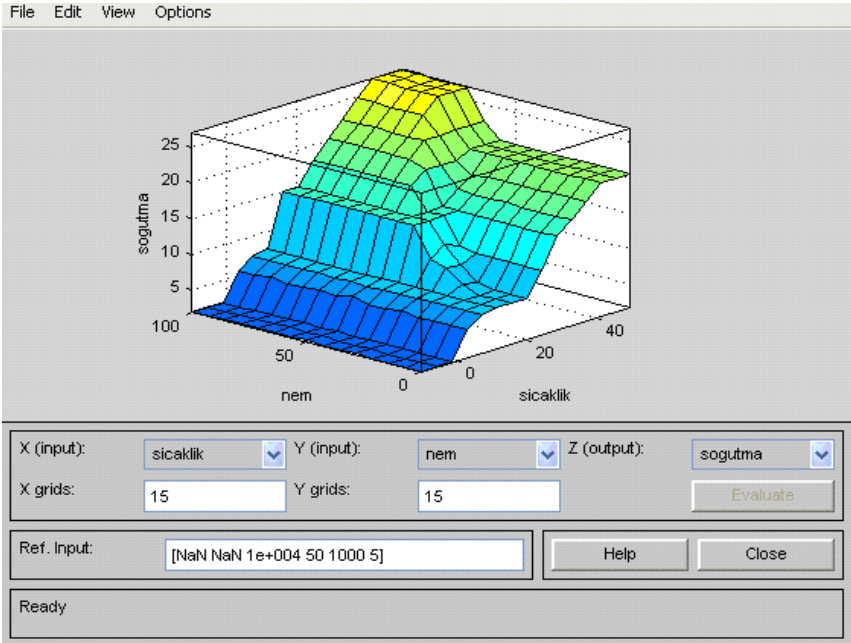 File Edit View Options
25
20
15
10
5
sogutma
100
50
0
nem
0
20
40
sicaklik
X (input): sicaklik Y (input): nem Z (output): sogutma
X grids: 15 Y grids: 15 Evaluate
Ref. Input: [NaN NaN 1e+004 50 1000 5] Help Close
Ready